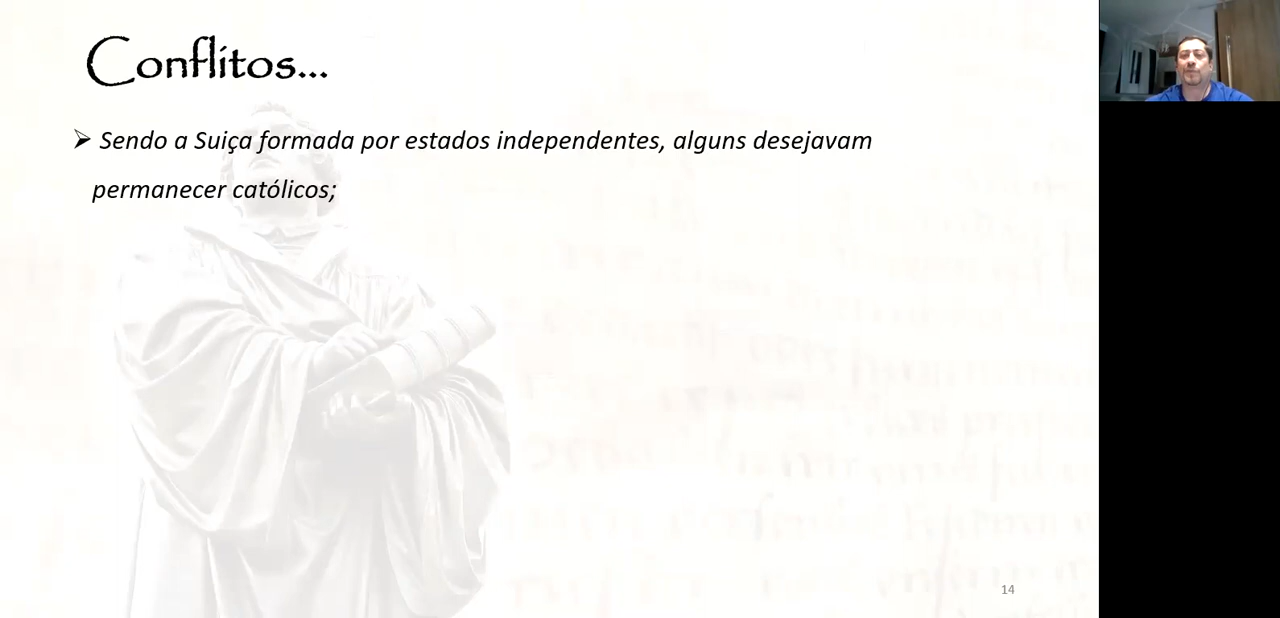 Conflitos...
➢ Sendo a Suiça formada por estados independentes, alguns desejavam
permanecer católicos;
14